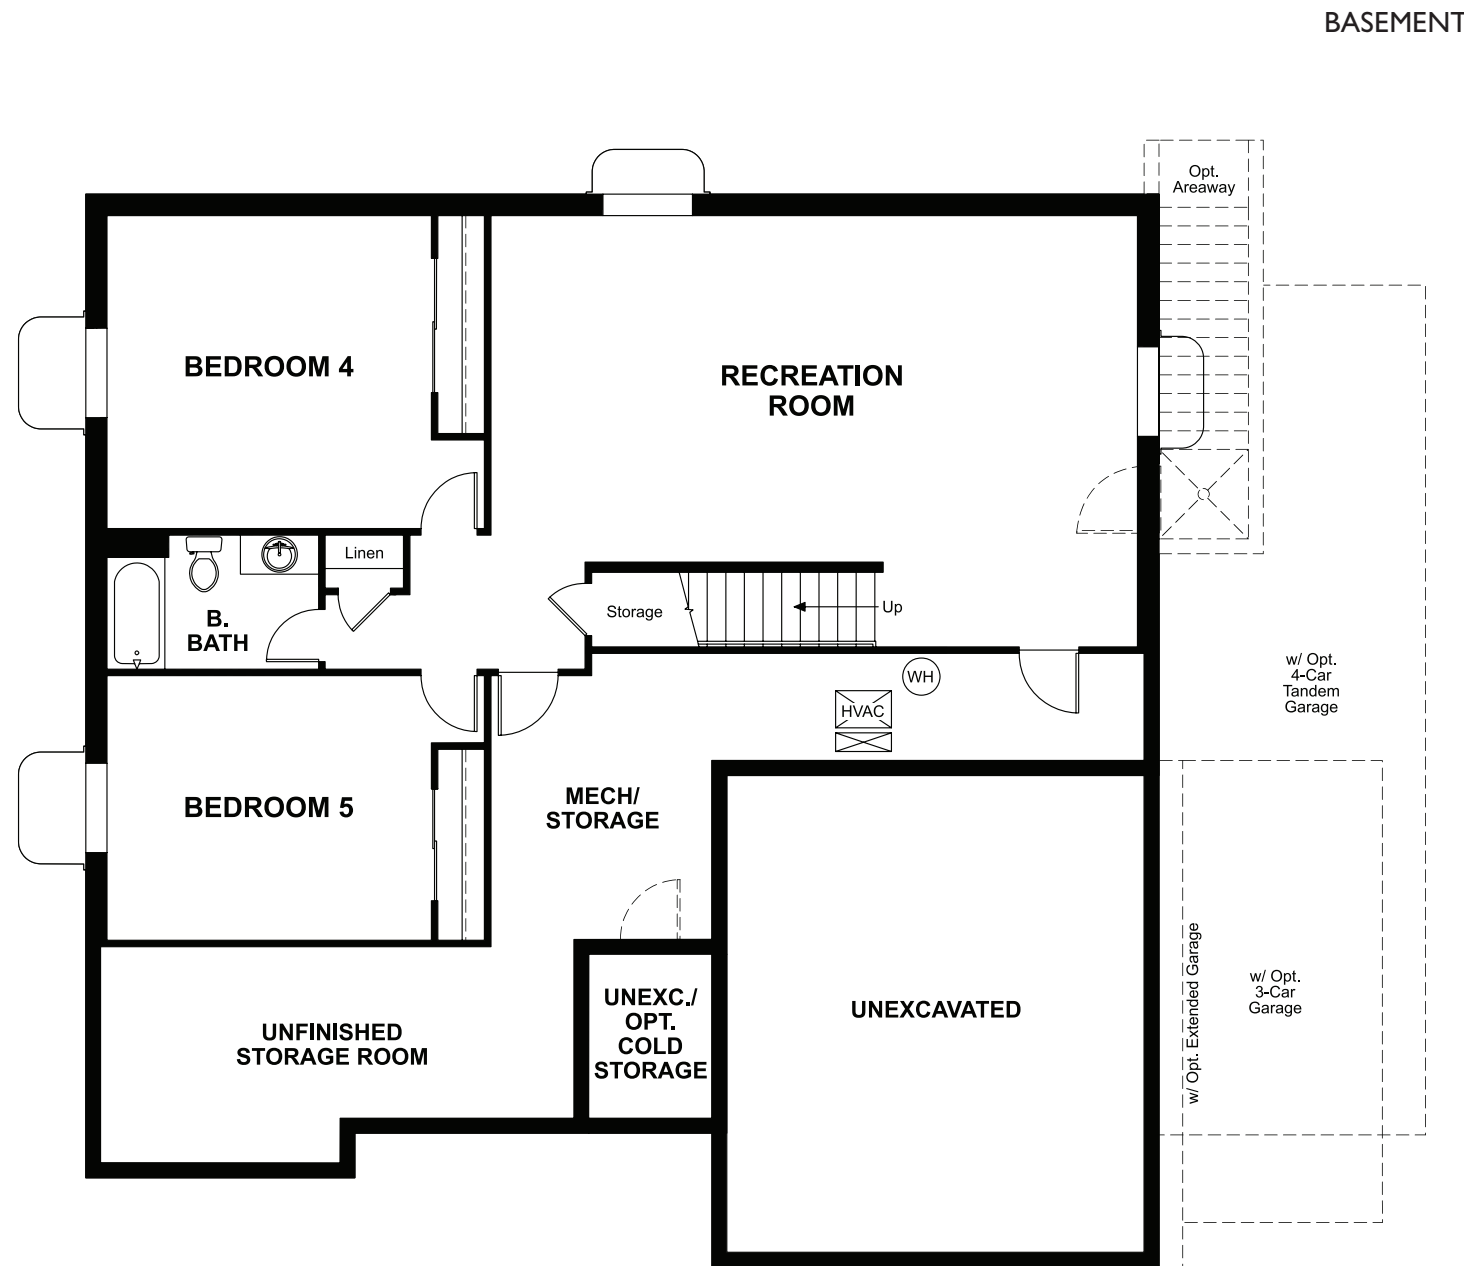 BASEMENT
Opt.
Areaway
BEDROOM 4
RECREATION
ROOM
Linen
B.
BATH
Storage
Up
WH
HVAC
w/ Opt.
4-Car
Tandem
Garage
BEDROOM 5
MECH/
STORAGE
UNFINISHED
STORAGE ROOM
UNEXC./
OPT.
COLD
STORAGE
UNEXCAVATED
w/ Opt. Extended Garage
w/ Opt.
3-Car
Garage